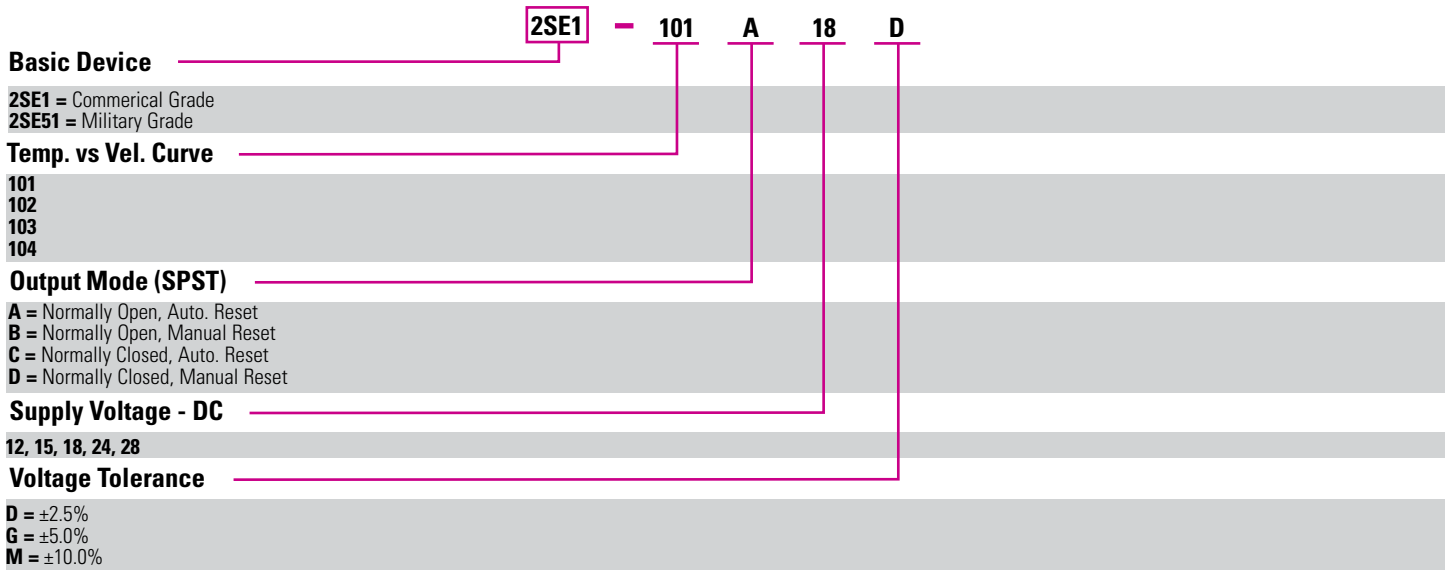 2SE1 - 101 A 18 D
Basic Device
2SE1 = Commerical Grade
2SE51 = Military Grade
Temp. vs Vel. Curve
101
102
103
104
Output Mode (SPST)
A = Normally Open, Auto. Reset
B = Normally Open, Manual Reset
C = Normally Closed, Auto. Reset
D = Normally Closed, Manual Reset
Supply Voltage - DC
12, 15, 18, 24, 28
Voltage Tolerance
D = ±2.5%
G = ±5.0%
M = ±10.0%